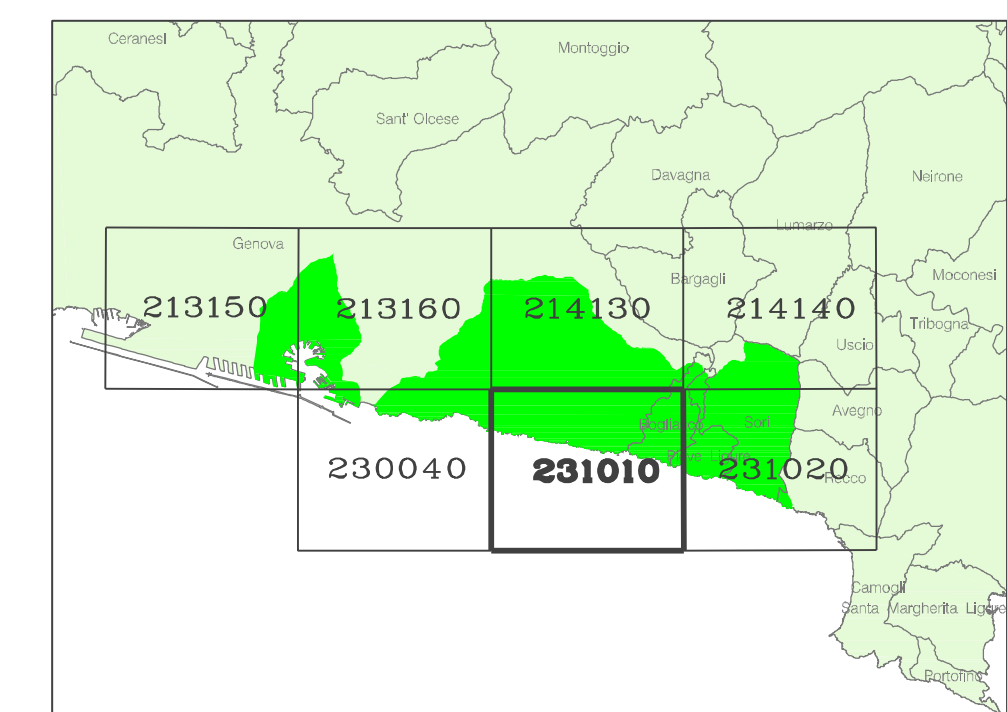 Ceranesi
Montoggio
Sant' Olcese
Davagna
Neirone
Lumarzo
Genova
Bargagli
Moconesi
213150
213160
214130
214140
Tribogna
Uscio
Avegno
Bogliasco
Sori
Pieve Ligure
230040
231010
231020
Recco
Camogli
Santa Margherita Ligure
Portofino